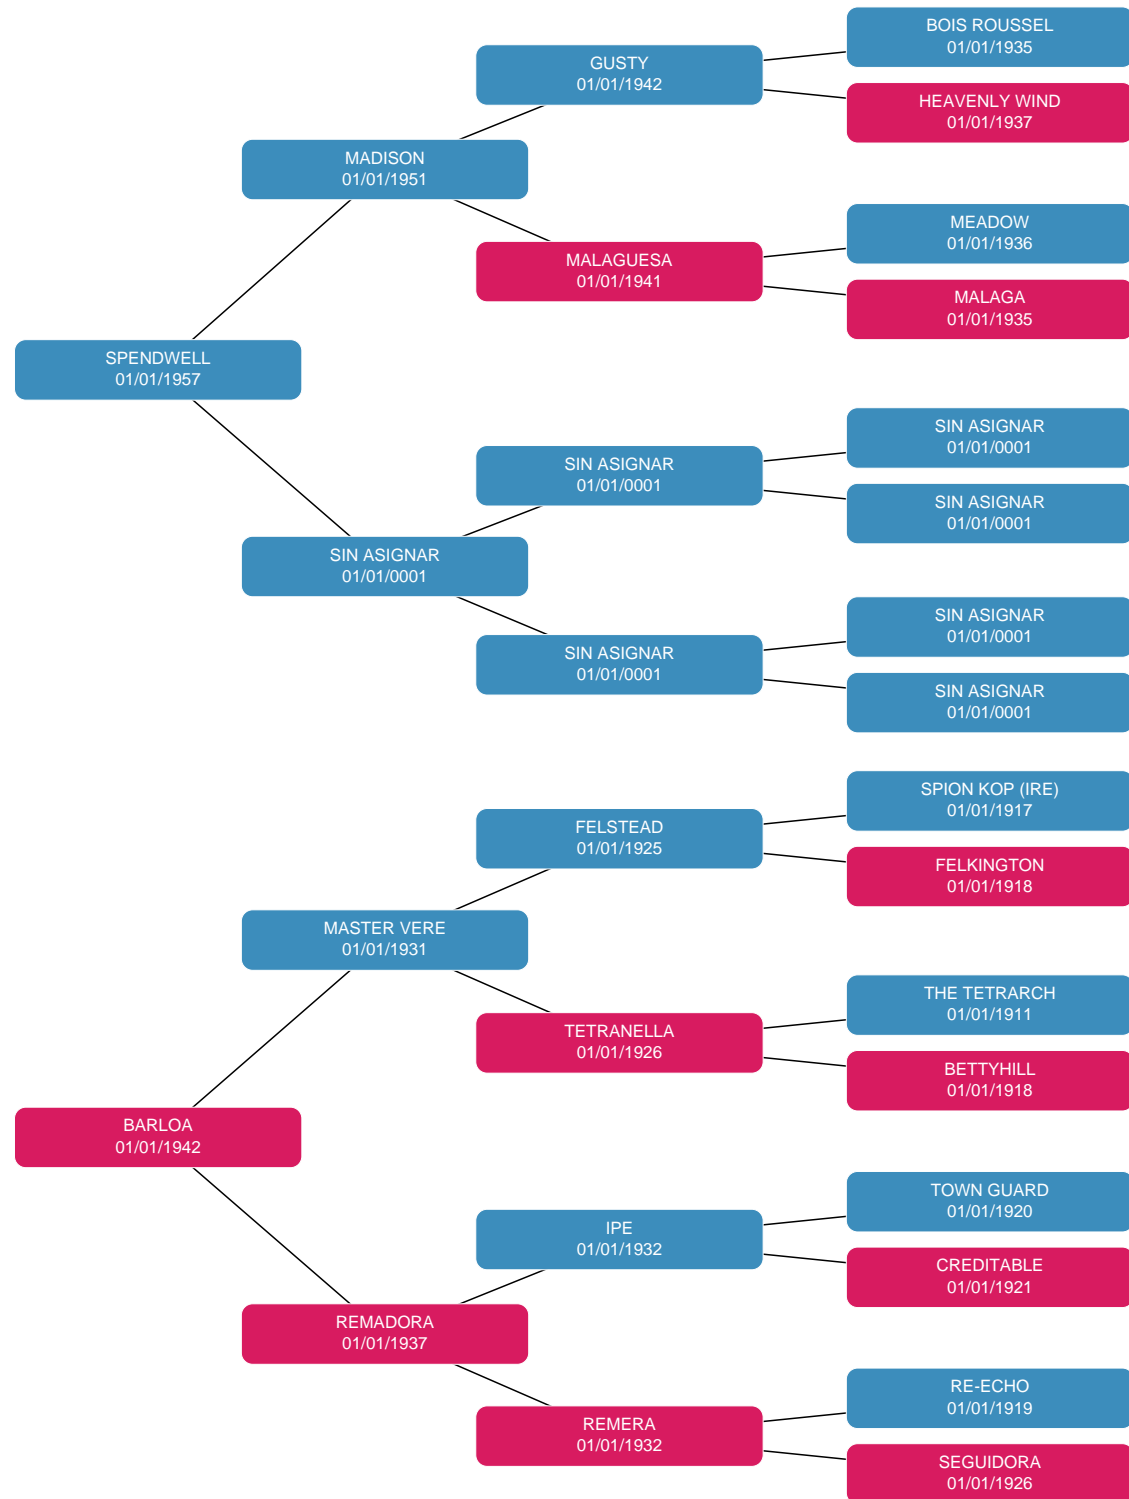 BOIS ROUSSEL
01/01/1935
GUSTY
01/01/1942
HEAVENLY WIND
01/01/1937
MADISON
01/01/1951
MEADOW
01/01/1936
MALAGUESA
01/01/1941
MALAGA
01/01/1935
SPENDWELL
01/01/1957
SIN ASIGNAR
01/01/0001
SIN ASIGNAR
01/01/0001
SIN ASIGNAR
01/01/0001
SIN ASIGNAR
01/01/0001
SIN ASIGNAR
01/01/0001
SIN ASIGNAR
01/01/0001
SIN ASIGNAR
01/01/0001
SPION KOP (IRE)
01/01/1917
FELSTEAD
01/01/1925
FELKINGTON
01/01/1918
MASTER VERE
01/01/1931
THE TETRARCH
01/01/1911
TETRANELLA
01/01/1926
BETTYHILL
01/01/1918
BARLOA
01/01/1942
TOWN GUARD
01/01/1920
IPE
01/01/1932
CREDITABLE
01/01/1921
REMADORA
01/01/1937
RE-ECHO
01/01/1919
REMERA
01/01/1932
SEGUIDORA
01/01/1926